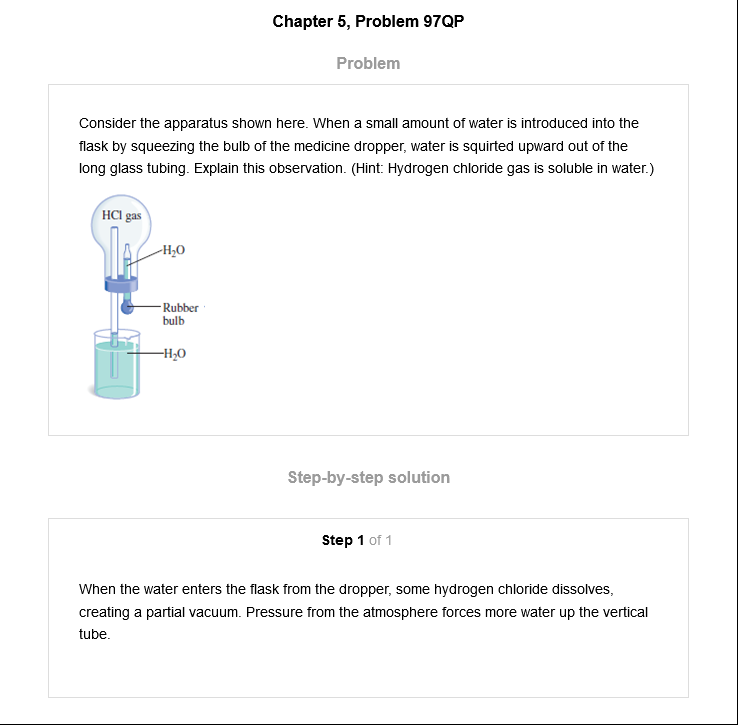 Chapter 5, Problem 97QP
Problem
Consider the apparatus shown here. When a small amount of water is introduced into the
flask by squeezing the bulb of the medicine dropper, water is squirted upward out of the
long glass tubing. Explain this observation. (Hint: Hydrogen chloride gas is soluble in water.)
HCl gas
H₂O
Rubber
bulb
H₂O
Step-by-step solution
Step 1 of 1
When the water enters the flask from the dropper, some hydrogen chloride dissolves,
creating a partial vacuum. Pressure from the atmosphere forces more water up the vertical
tube.